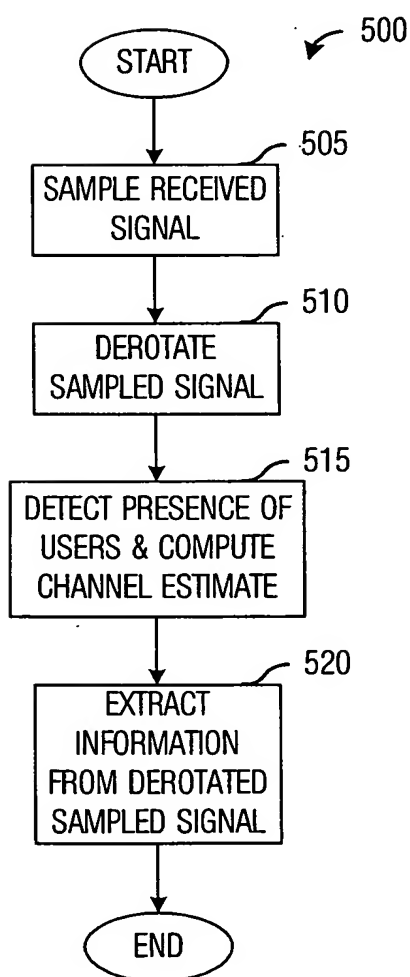 START
500
505
SAMPLE RECEIVED
SIGNAL
510
DEROTATE
SAMPLED SIGNAL
515
DETECT PRESENCE OF
USERS & COMPUTE
CHANNEL ESTIMATE
520
EXTRACT
INFORMATION
FROM DEROTATED
SAMPLED SIGNAL
END